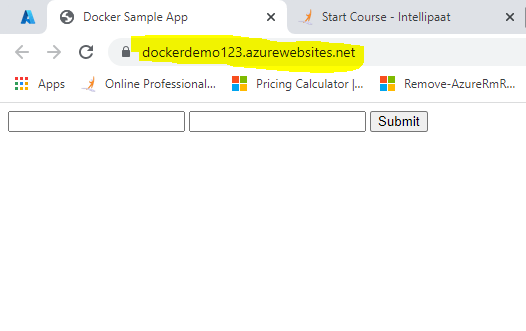 Docker Sample App
Start Course - Intellipaat
dockerdemo123.azurewebsites.net
Apps
Online Professional...
Pricing Calculator |...
Remove-AzureRmR...
Submit